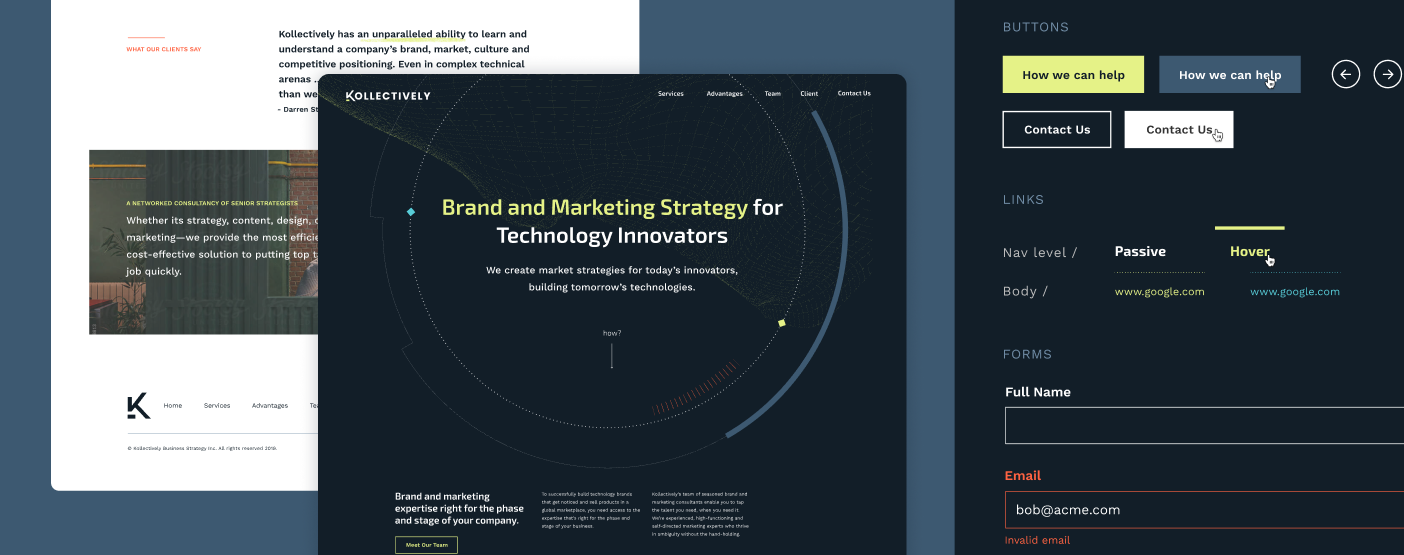 WHAT OUR CLIENTS SAY
Kollectively has an unparalleled ability to learn and
understand a company's brand, market, culture and
competitive positioning. Even in complex technical
arenas ..
than we
- Darren St
A NETWORKED CONSULTANCY OF SENIOR STRATEGISTS
Whether its strategy, content, design,
marketing—we provide the most efficie
cost-effective solution to putting top t
job quickly.
K
Home Services Advantages Tea
© Kollectively Business Strategy Inc. All rights reserved 2019.
KOLLECTIVELY
Services Advantages Team Client Contact Us
Brand and Marketing Strategy for
Technology Innovators
We create market strategies for today's innovators,
building tomorrow's technologies.
how?
Brand and marketing
expertise right for the phase
and stage of your company.
Meet Our Team
To successfully build technology brands
that get noticed and sell products in a
global marketplace, you need access to the
expertise that's right for the phase and
stage of your business.
Kollectively's team of seasoned brand and
marketing consultants enable you to tap
the talent you need, when you need it.
We're experienced, high-functioning and
self-directed marketing experts who thrive
in ambiguity without the hand-holding.
BUTTONS
How we can help How we can help
Contact Us Contact Us
LINKS
Nav level / Passive Hover
Body / www.google.com www.google.com
FORMS
Full Name
Email
bob@acme.com
Invalid email